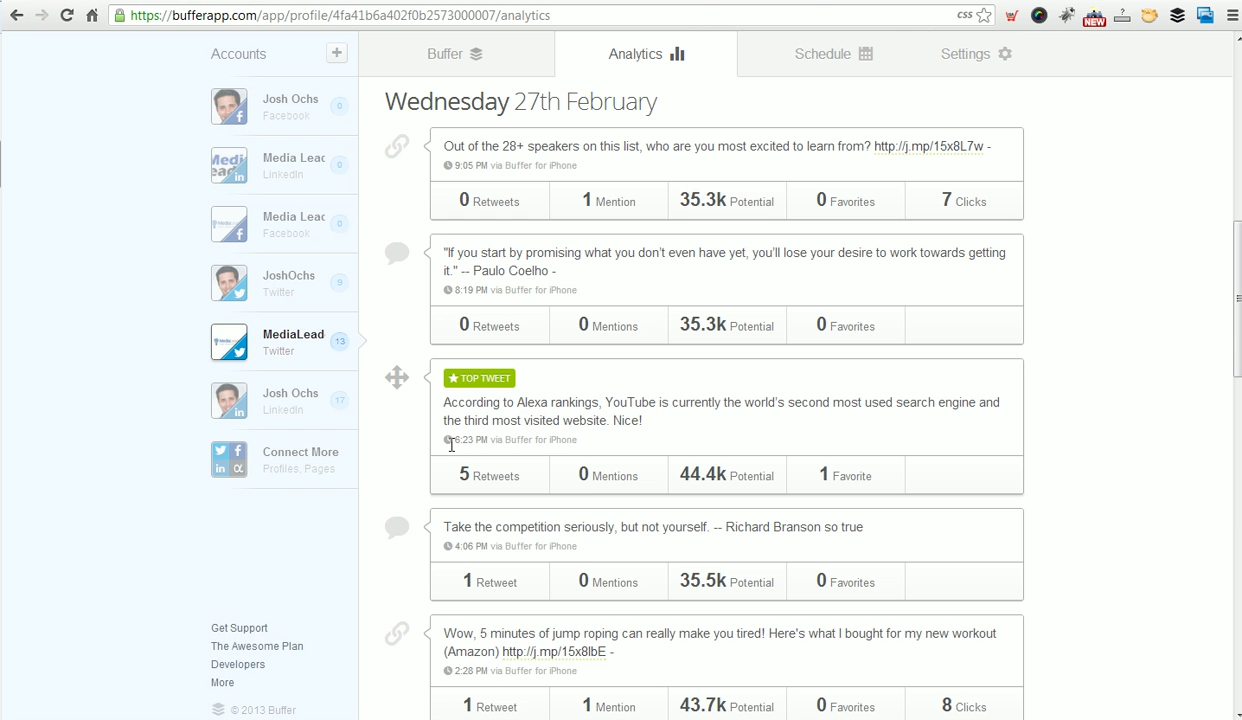 https://bufferapp.com/app/profile/4fa41b6a402f0b2573000007/analytics
css
NEW
Accounts
+
Buffer
Analytics
Schedule
Settings
Josh Ochs
Facebook
0
Media Leac
LinkedIn
0
Media Leac
Facebook
0
JoshOchs
Twitter
9
MediaLead
Twitter
13
Josh Ochs
LinkedIn
17
Connect More
Profiles, Pages
Get Support
The Awesome Plan
Developers
More
© 2013 Buffer
Wednesday 27th February
Out of the 28+ speakers on this list, who are you most excited to learn from? http://j.mp/15x8L7w -
9:05 PM via Buffer for iPhone
0 Retweets 1 Mention 35.3k Potential 0 Favorites 7 Clicks
"If you start by promising what you don't even have yet, you'll lose your desire to work towards getting
it." -- Paulo Coelho -
8:19 PM via Buffer for iPhone
0 Retweets 0 Mentions 35.3k Potential 0 Favorites
TOP TWEET
According to Alexa rankings, YouTube is currently the world's second most used search engine and
the third most visited website. Nice!
6:23 PM via Buffer for iPhone
5 Retweets 0 Mentions 44.4k Potential 1 Favorite
Take the competition seriously, but not yourself. -- Richard Branson so true
4:06 PM via Buffer for iPhone
1 Retweet 0 Mentions 35.5k Potential 0 Favorites
Wow, 5 minutes of jump roping can really make you tired! Here's what I bought for my new workout
(Amazon) http://j.mp/15x8lbE -
2:28 PM via Buffer for iPhone
1 Retweet 1 Mention 43.7k Potential 0 Favorites 8 Clicks